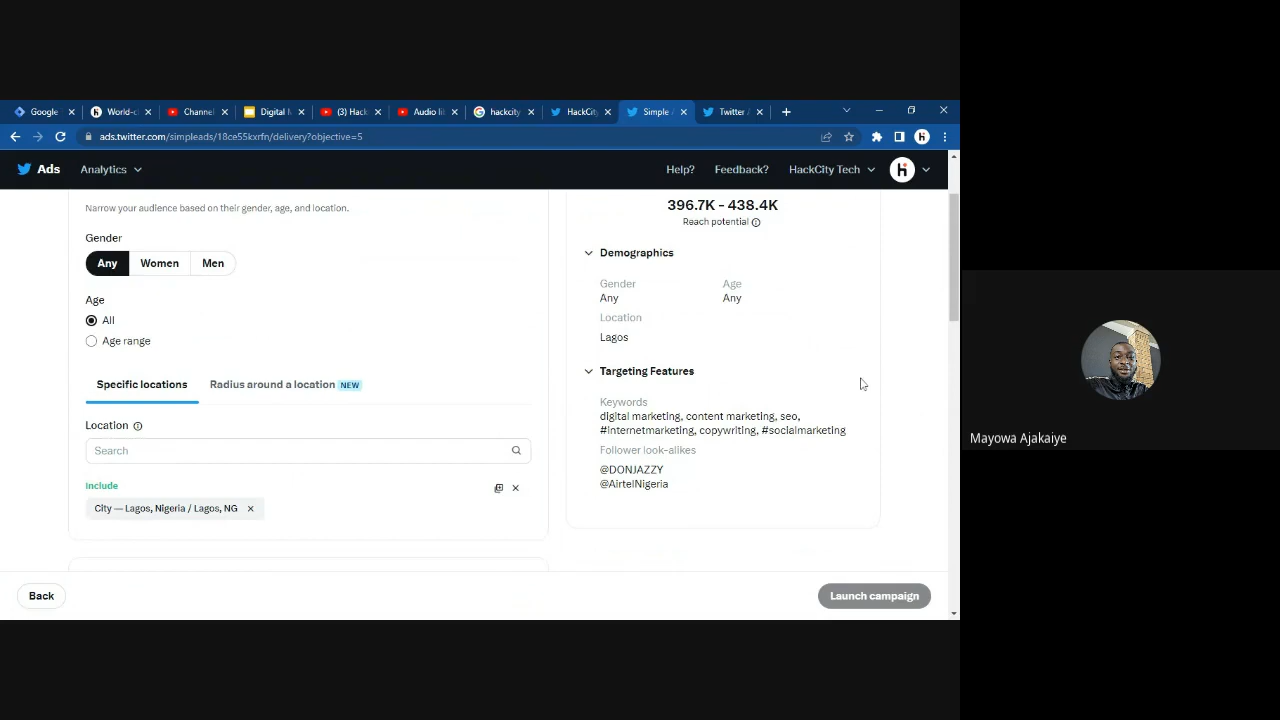 Google
World-cl
Channel
Digital M
(3) Hack
Audio lib
hackcity
HackCity
Simple A
Twitter A
ads.twitter.com/simpleads/18ce55kxrfn/delivery?objective=5
Ads
Analytics
Help?
Feedback?
HackCity Tech
Narrow your audience based on their gender, age, and location.
Gender
Any
Women
Men
Age
All
Age range
Specific locations
Radius around a location NEW
Location
Search
Include
City — Lagos, Nigeria / Lagos, NG
396.7K - 438.4K
Reach potential
Demographics
Gender
Age
Any
Any
Location
Lagos
Targeting Features
Keywords
digital marketing, content marketing, seo,
#internetmarketing, copywriting, #socialmarketing
Follower look-alikes
@DONJAZZY
@AirtelNigeria
Back
Launch campaign
Mayowa Ajakaiye